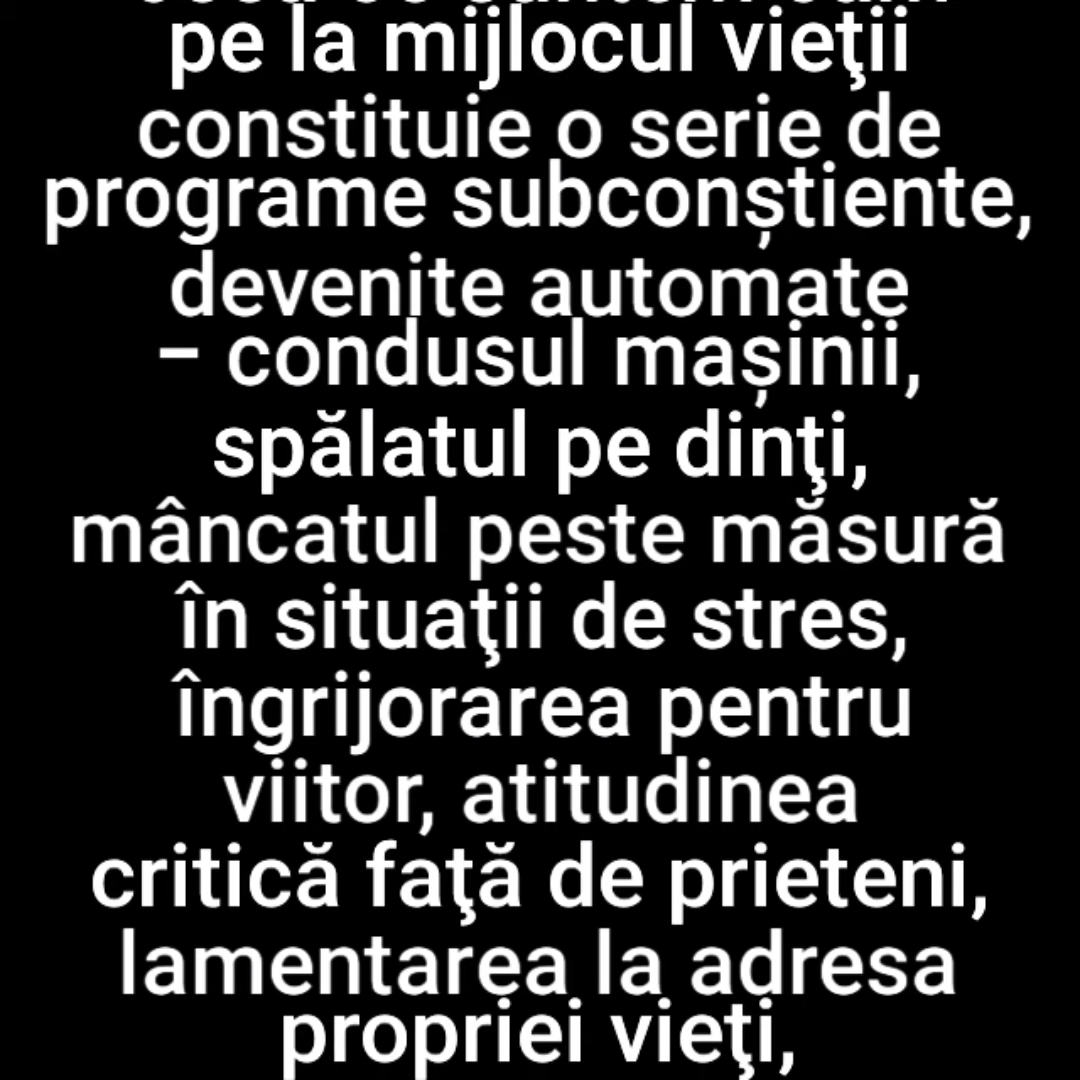 pe la mijlocul vieţii
constituie o serie de
programe subconștiente,
devenite automate
– condusul mașinii,
spălatul pe dinţi,
mâncatul peste măsură
în situaţii de stres,
îngrijorarea pentru
viitor, atitudinea
critică faţă de prieteni,
lamentarea la adresa
propriei vieţi,